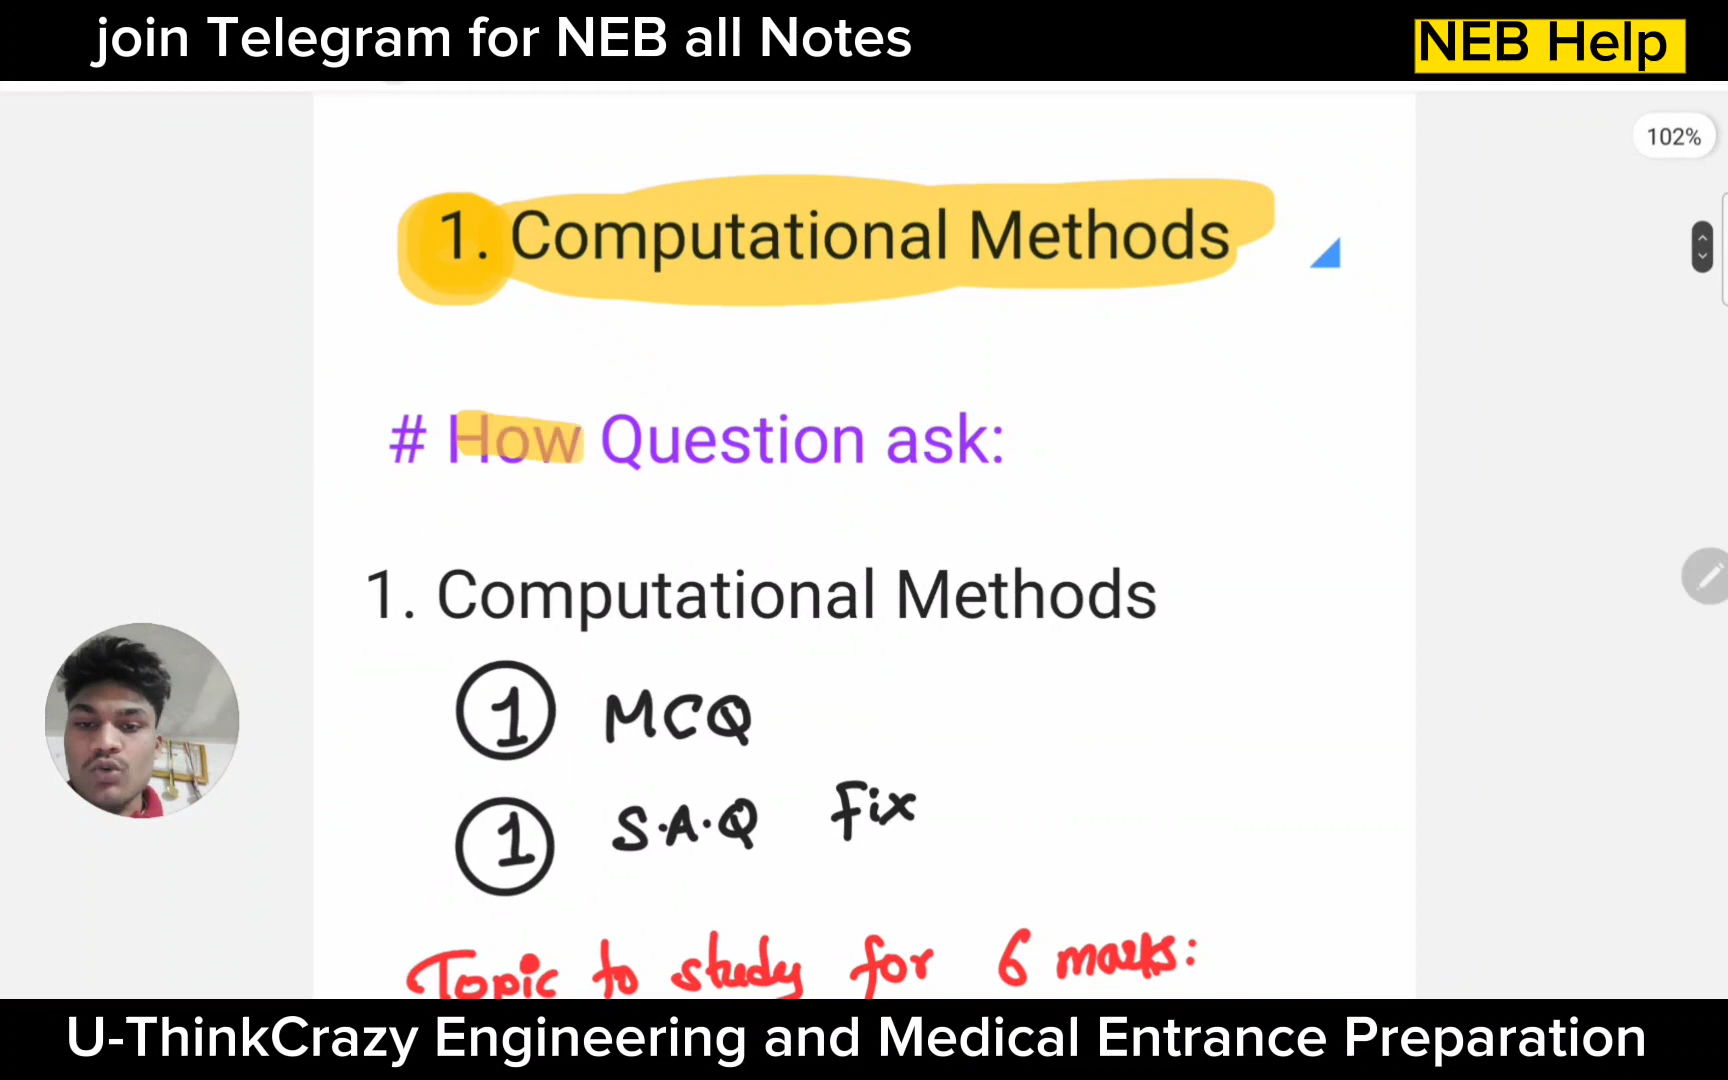 join Telegram for NEB all Notes
NEB Help
102%
1. Computational Methods
# How Question ask:
1. Computational Methods
1 MCQ
1 S.A.Q Fix
Topic to study for 6 marks:
U-ThinkCrazy Engineering and Medical Entrance Preparation